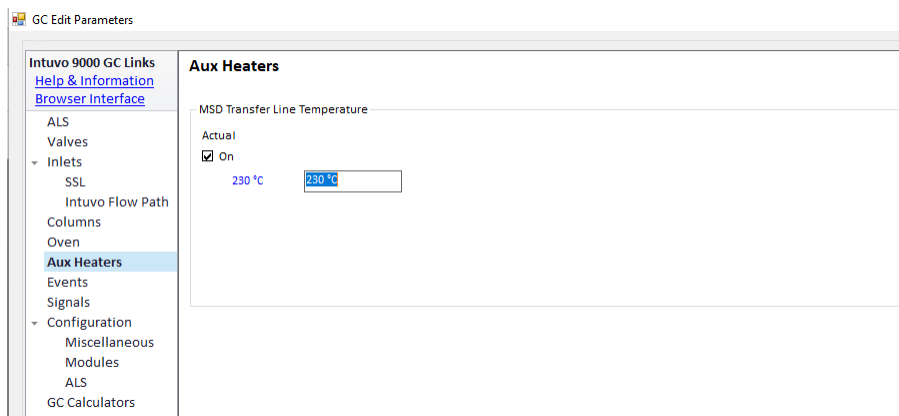 GC Edit Parameters
Intuvo 9000 GC Links
Help & Information
Browser Interface
ALS
Valves
Inlets
SSL
Intuvo Flow Path
Columns
Oven
Aux Heaters
Events
Signals
Configuration
Miscellaneous
Modules
ALS
GC Calculators
Aux Heaters
MSD Transfer Line Temperature
Actual
On
230 °C 230 °C